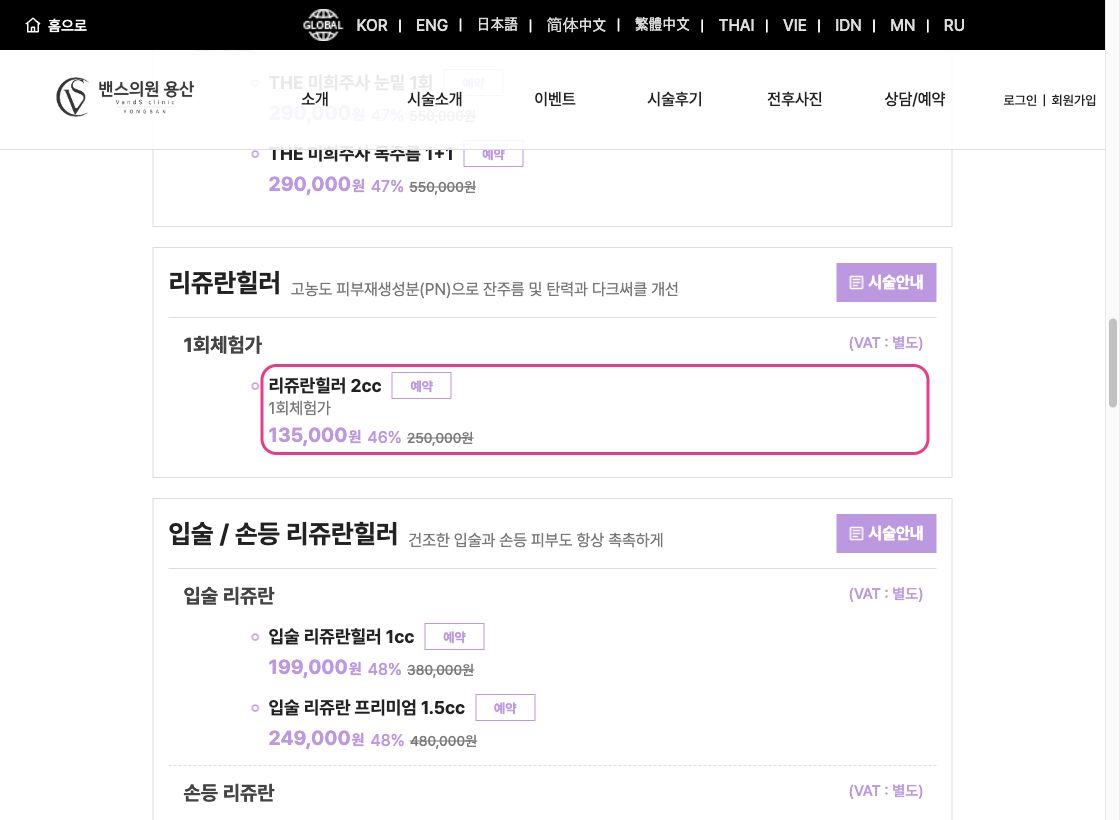 홈으로
GLOBAL KOR | ENG | 日本語 | 简体中文 | 繁體中文 | THAI | VIE | IDN | MN | RU
밴스의원 용산
VandS clinic
YONGSAN
소개 시술소개 이벤트 시술후기 전후사진 상담/예약 로그인 | 회원가입
THE 미희주사 눈밑 1회 예약
290,000원 47% 550,000원
THE 미희주사 목주름 1+1 예약
290,000원 47% 550,000원
리쥬란힐러 고농도 피부재생성분(PN)으로 잔주름 및 탄력과 다크써클 개선 시술안내
1회체험가 (VAT : 별도)
리쥬란힐러 2cc 예약
1회체험가
135,000원 46% 250,000원
입술 / 손등 리쥬란힐러 건조한 입술과 손등 피부도 항상 촉촉하게 시술안내
입술 리쥬란 (VAT : 별도)
입술 리쥬란힐러 1cc 예약
199,000원 48% 380,000원
입술 리쥬란 프리미엄 1.5cc 예약
249,000원 48% 480,000원
손등 리쥬란 (VAT : 별도)